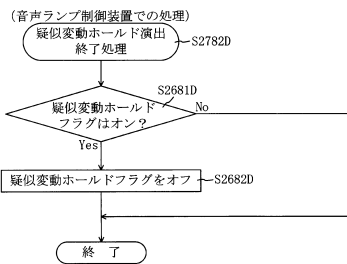 (音声ランプ制御装置での処理)
疑似変動ホールド演出
終了処理
S2782D
S2681D
疑似変動ホールド
フラグはオン？
No
Yes
疑似変動ホールドフラグをオフ
S2682D
終 了